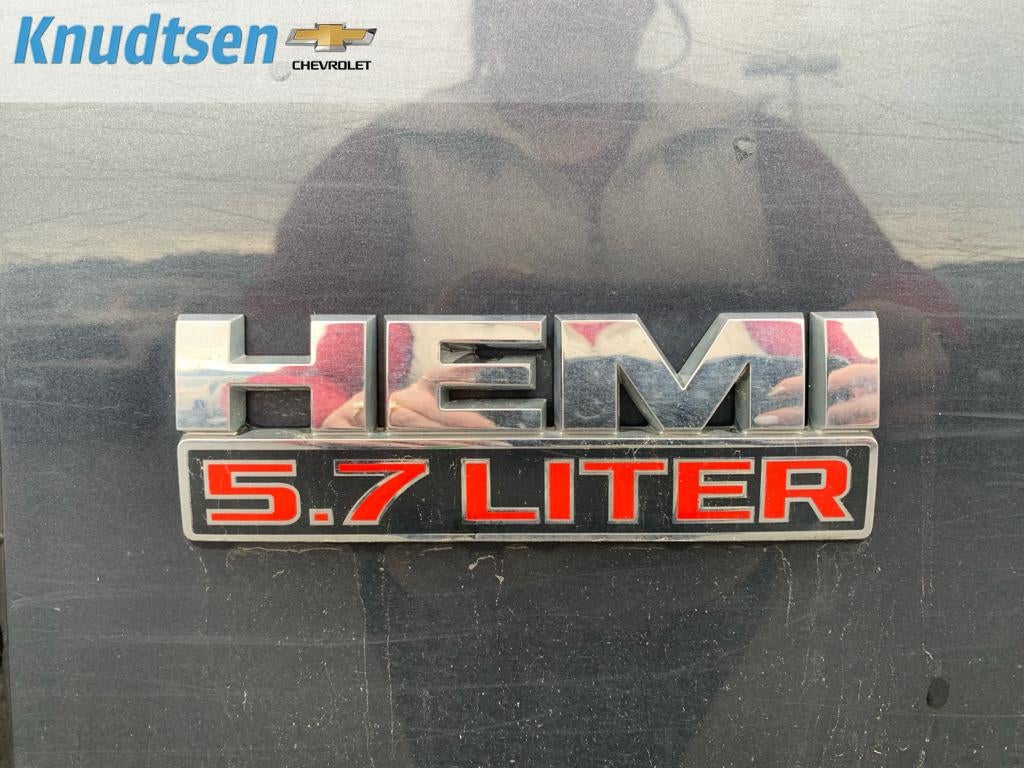 Knudtsen
CHEVROLET
HEMI
5.7 LITER